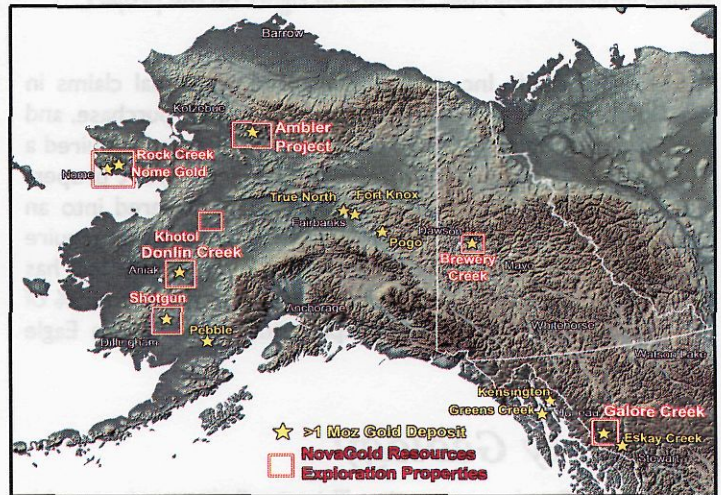 Barrow
Kotzebue
Ambler
Project
Rock Creek
Nome
Nome Gold
True North
Fort Knox
Fairbanks
Khotol
Pogo
Dawson
Donlin Creek
Brewery
Creek
Mayo
Aniak
Shotgun
Anchorage
Whitehorse
Pebble
Dillingham
Watson Lake
Kensington
Greens Creek
Juneau
Galore Creek
Eskay Creek
Stewart
>1 Moz Gold Deposit
NovaGold Resources
Exploration Properties